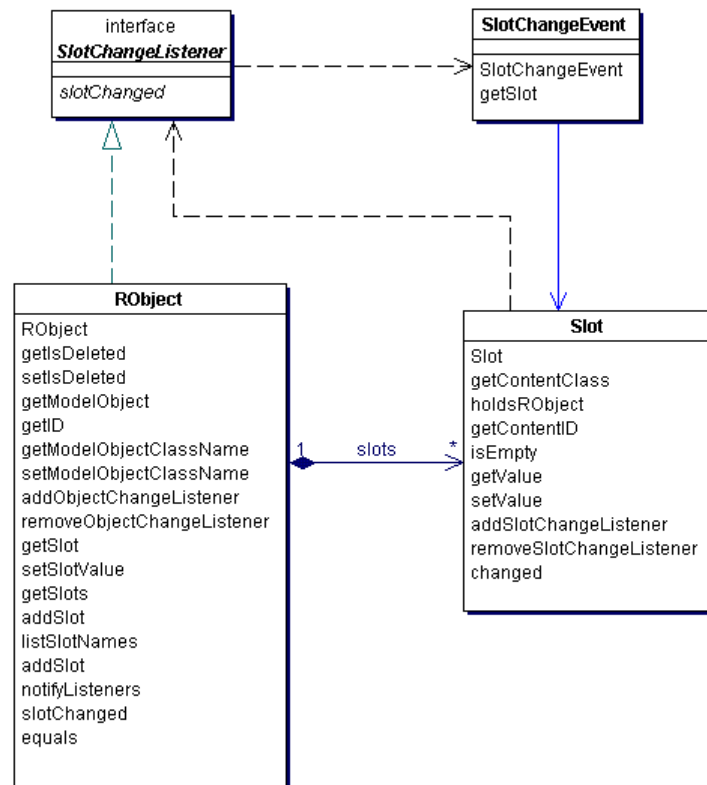 interface
SlotChangeListener
slotChanged
SlotChangeEvent
SlotChangeEvent
getSlot
RObject
RObject
getIsDeleted
setIsDeleted
getModelObject
getID
getModelObjectClassName
setModelObjectClassName
addObjectChangeListener
removeObjectChangeListener
getSlot
setSlotValue
getSlots
addSlot
listSlotNames
addSlot
notifyListeners
slotChanged
equals
1
slots
*
Slot
Slot
getContentClass
holdsRObject
getContentID
isEmpty
getValue
setValue
addSlotChangeListener
removeSlotChangeListener
changed